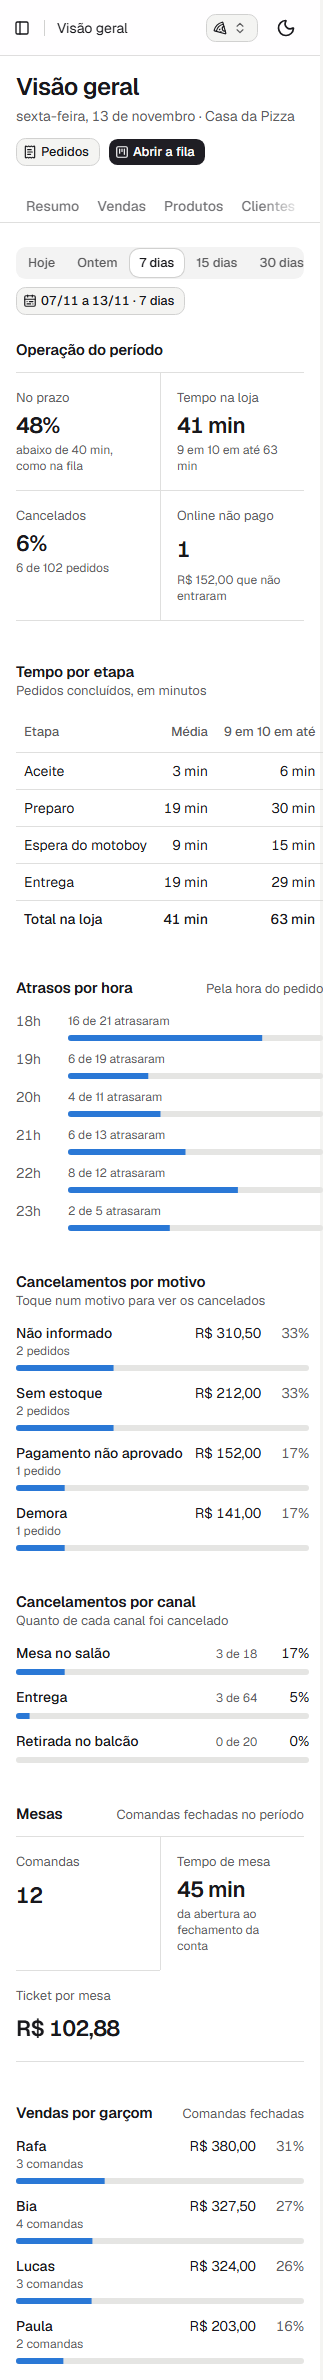 Visão geral
Visão geral
sexta-feira, 13 de novembro · Casa da Pizza
Pedidos
Abrir a fila
Resumo Vendas Produtos Clientes
Hoje Ontem 7 dias 15 dias 30 dias
07/11 a 13/11 · 7 dias
Operação do período
No prazo
48%
abaixo de 40 min,
como na fila
Tempo na loja
41 min
9 em 10 em até 63
min
Cancelados
6%
6 de 102 pedidos
Online não pago
1
R$ 152,00 que não
entraram
Tempo por etapa
Pedidos concluídos, em minutos
Etapa Média 9 em 10 em até
Aceite 3 min 6 min
Preparo 19 min 30 min
Espera do motoboy 9 min 15 min
Entrega 19 min 29 min
Total na loja 41 min 63 min
Atrasos por hora Pela hora do pedido
18h 16 de 21 atrasaram
19h 6 de 19 atrasaram
20h 4 de 11 atrasaram
21h 6 de 13 atrasaram
22h 8 de 12 atrasaram
23h 2 de 5 atrasaram
Cancelamentos por motivo
Toque num motivo para ver os cancelados
Não informado R$ 310,50 33%
2 pedidos
Sem estoque R$ 212,00 33%
2 pedidos
Pagamento não aprovado R$ 152,00 17%
1 pedido
Demora R$ 141,00 17%
1 pedido
Cancelamentos por canal
Quanto de cada canal foi cancelado
Mesa no salão 3 de 18 17%
Entrega 3 de 64 5%
Retirada no balcão 0 de 20 0%
Mesas Comandas fechadas no período
Comandas
12
Tempo de mesa
45 min
da abertura ao
fechamento da
conta
Ticket por mesa
R$ 102,88
Vendas por garçom Comandas fechadas
Rafa R$ 380,00 31%
3 comandas
Bia R$ 327,50 27%
4 comandas
Lucas R$ 324,00 26%
3 comandas
Paula R$ 203,00 16%
2 comandas